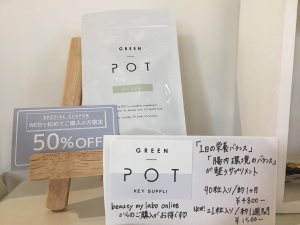 GREEN
POT
SPECIAL COUPON
WEB初めてご購入の方限定
50%OFF
GREEN
POT
KEY SUPPLI
beauty my labo online
からのご購入がお得です♡
「1日の栄養バランス」
「腸内環境のバランス」
が整うサプリメント
90粒入り/約1ヶ月
¥4800-
NEW! 21粒入り/約1週間
¥1500-